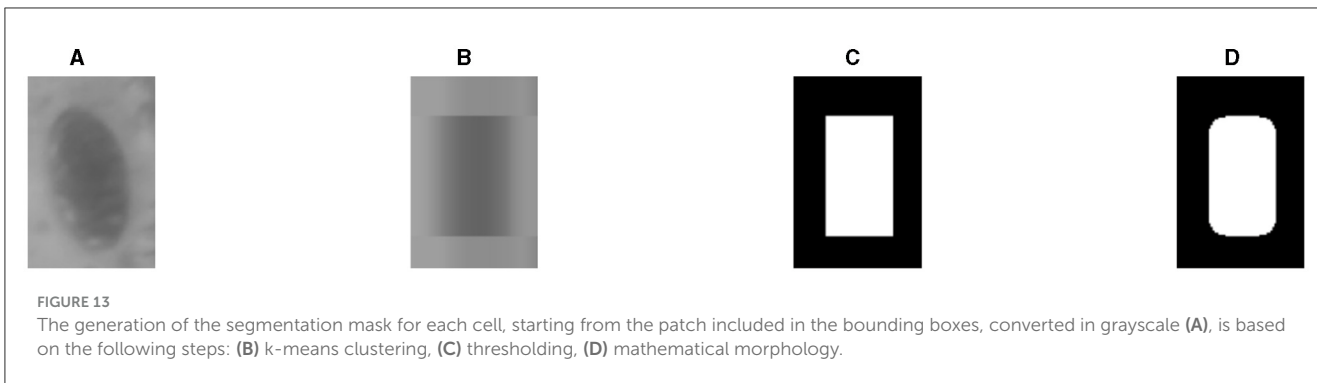 A B C D
FIGURE 13
The generation of the segmentation mask for each cell, starting from the patch included in the bounding boxes, converted in grayscale (A), is based
on the following steps: (B) k-means clustering, (C) thresholding, (D) mathematical morphology.